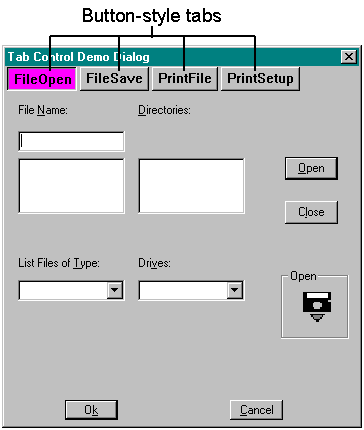 Button-style tabs
Tab Control Demo Dialog
FileOpen FileSave PrintFile PrintSetup
File Name: Directories:
Open
Close
List Files of Type: Drives:
Open
Ok Cancel